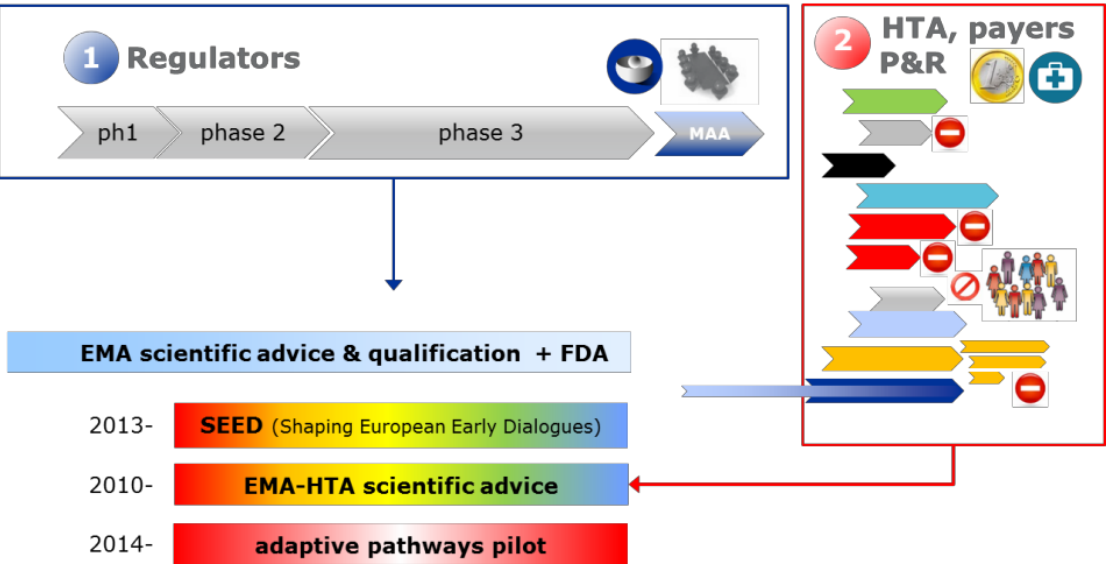 1 Regulators
ph1 phase 2 phase 3 MAA
2 HTA, payers
P&R
1
EMA scientific advice & qualification + FDA
2013- SEED (Shaping European Early Dialogues)
2010- EMA-HTA scientific advice
2014- adaptive pathways pilot